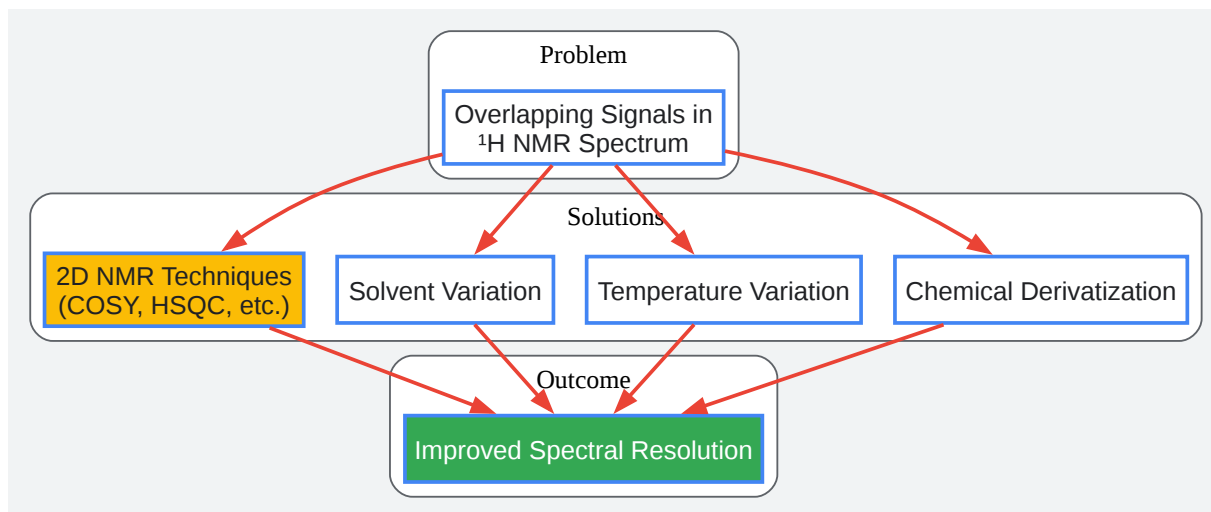 Problem
Overlapping Signals in
¹H NMR Spectrum
Solutions
2D NMR Techniques
(COSY, HSQC, etc.)
Solvent Variation
Temperature Variation
Chemical Derivatization
Outcome
Improved Spectral Resolution